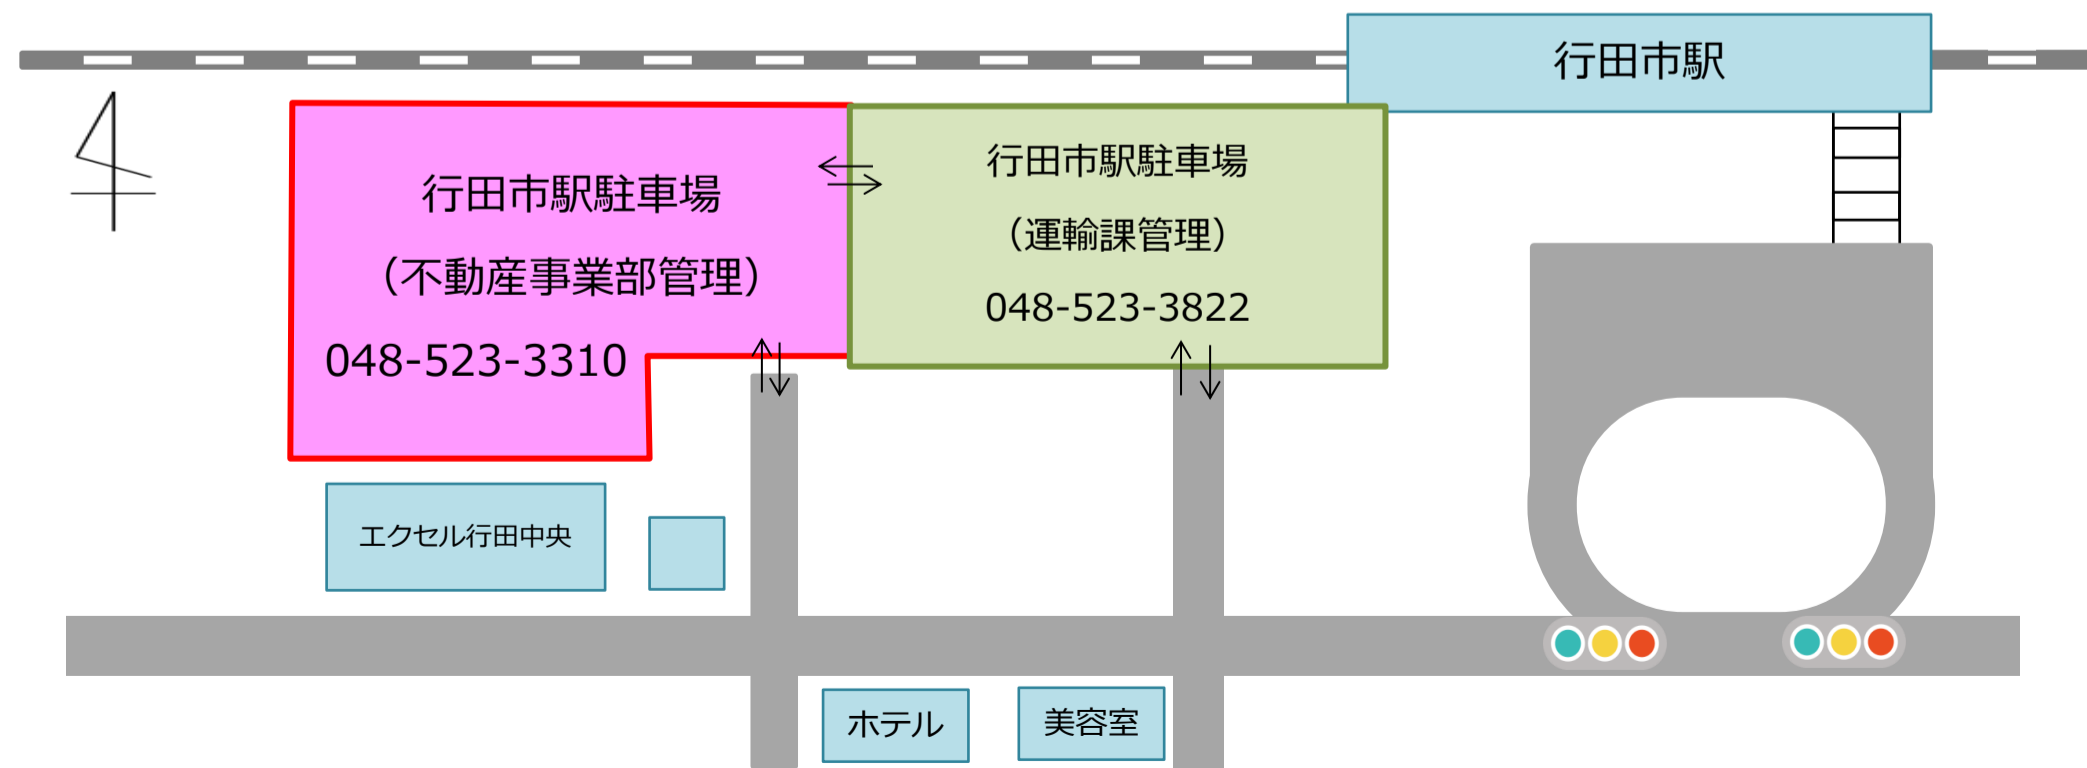 行田市駅
行田市駅駐車場
（不動産事業部管理）
048-523-3310
行田市駅駐車場
（運輸課管理）
048-523-3822
エクセル行田中央
ホテル
美容室